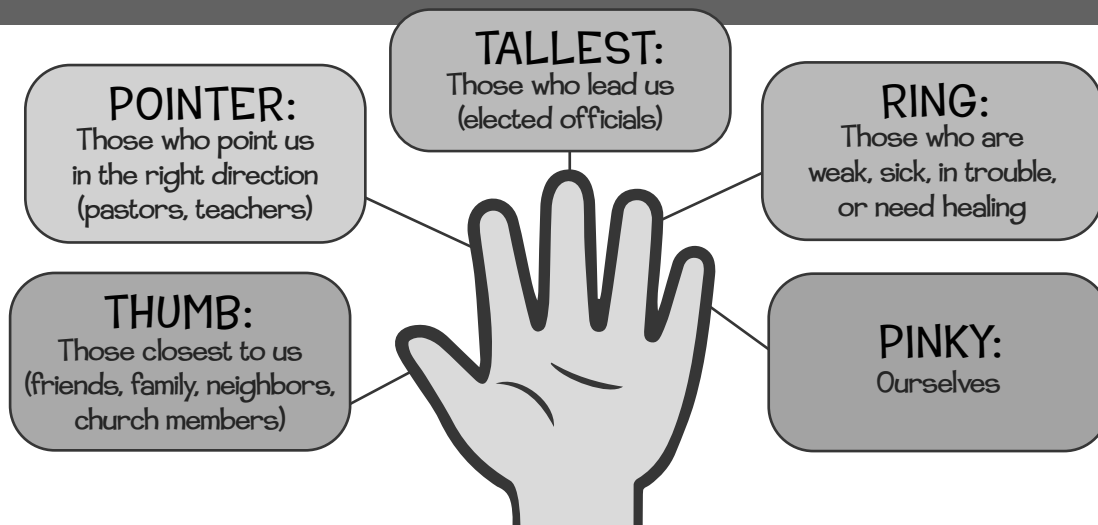 TALLEST:
Those who lead us
(elected officials)
POINTER:
Those who point us
in the right direction
(pastors, teachers)
RING:
Those who are
weak, sick, in trouble,
or need healing
THUMB:
Those closest to us
(friends, family, neighbors,
church members)
PINKY:
Ourselves